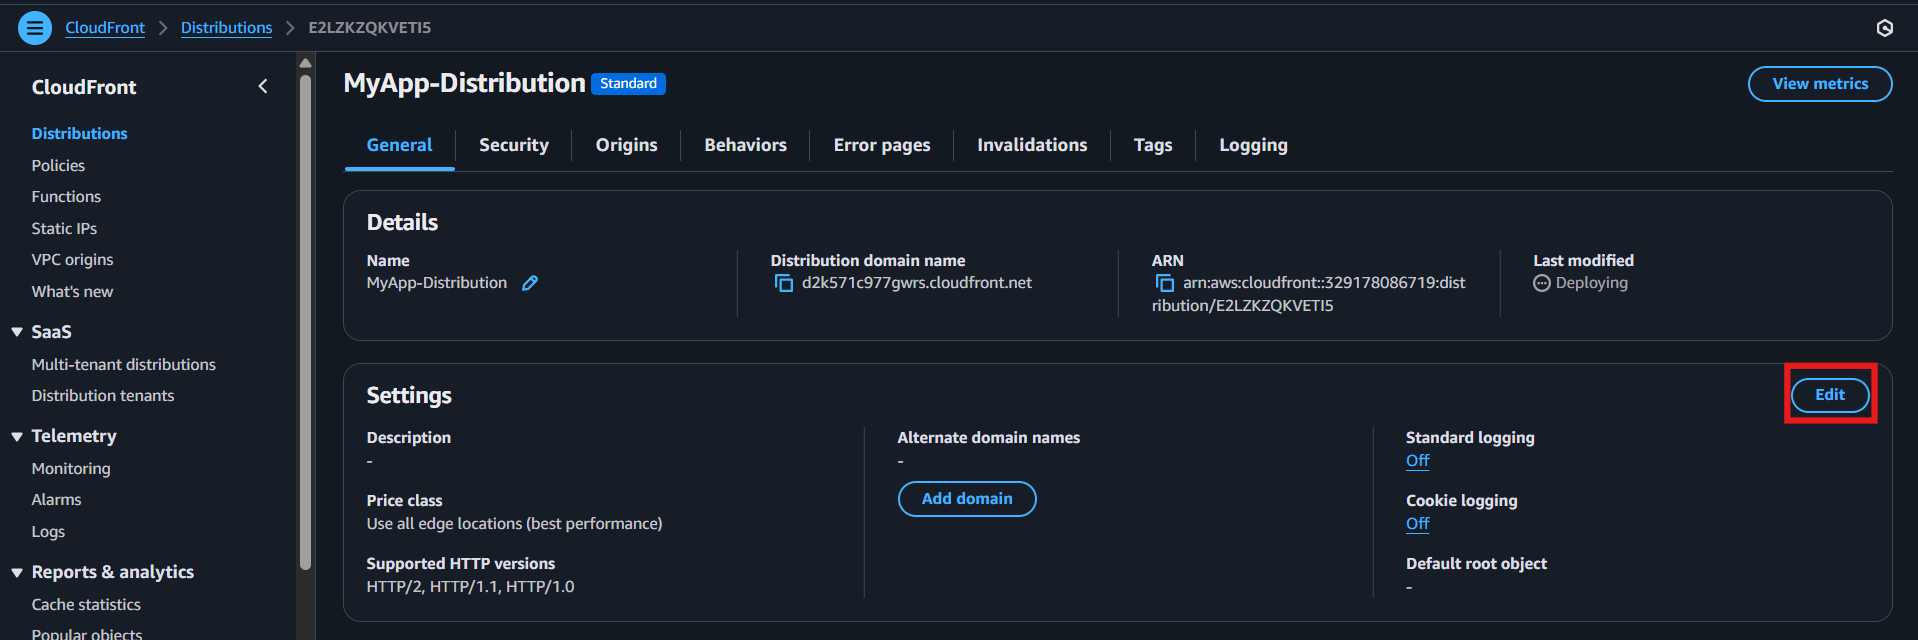 CloudFront > Distributions > E2LZKZQKVETI5
CloudFront
Distributions
Policies
Functions
Static IPs
VPC origins
What's new
SaaS
Multi-tenant distributions
Distribution tenants
Telemetry
Monitoring
Alarms
Logs
Reports & analytics
Cache statistics
Popular objects
MyApp-Distribution Standard
View metrics
General Security Origins Behaviors Error pages Invalidations Tags Logging
Details
Name
MyApp-Distribution
Distribution domain name
d2k571c977gwrs.cloudfront.net
ARN
arn:aws:cloudfront::329178086719:dist
ribution/E2LZKZQKVETI5
Last modified
Deploying
Settings
Edit
Description
-
Price class
Use all edge locations (best performance)
Supported HTTP versions
HTTP/2, HTTP/1.1, HTTP/1.0
Alternate domain names
-
Add domain
Standard logging
Off
Cookie logging
Off
Default root object
-